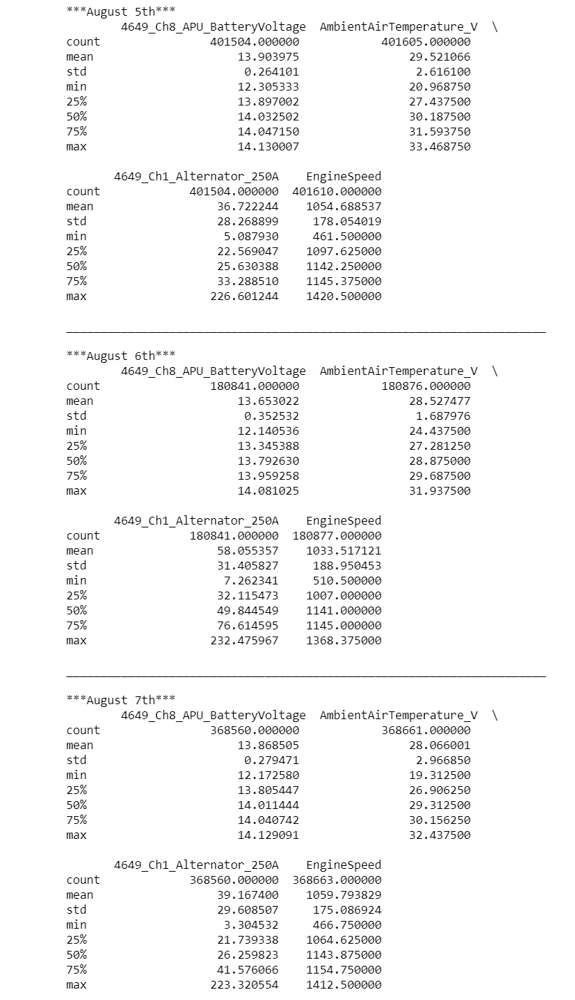 ***August 5th***
4649_Ch8_APU_BatteryVoltage AmbientAirTemperature_V \
count 401504.000000 401605.000000
mean 13.903975 29.521066
std 0.264101 2.616100
min 12.305333 20.968750
25% 13.897002 27.437500
50% 14.032502 30.187500
75% 14.047150 31.593750
max 14.130007 33.468750
4649_Ch1_Alternator_250A EngineSpeed
count 401504.000000 401610.000000
mean 36.722244 1054.688537
std 28.268899 178.054019
min 5.087930 461.500000
25% 22.569047 1097.625000
50% 25.630388 1142.250000
75% 33.288510 1145.375000
max 226.601244 1420.500000
***August 6th***
4649_Ch8_APU_BatteryVoltage AmbientAirTemperature_V \
count 180841.000000 180876.000000
mean 13.653022 28.527477
std 0.352532 1.687976
min 12.140536 24.437500
25% 13.345388 27.281250
50% 13.792630 28.875000
75% 13.959258 29.687500
max 14.081025 31.937500
4649_Ch1_Alternator_250A EngineSpeed
count 180841.000000 180877.000000
mean 58.055357 1033.517121
std 31.405827 188.950453
min 7.262341 510.500000
25% 32.115473 1007.000000
50% 49.844549 1141.000000
75% 76.614595 1145.000000
max 232.475967 1368.375000
***August 7th***
4649_Ch8_APU_BatteryVoltage AmbientAirTemperature_V \
count 368560.000000 368661.000000
mean 13.868505 28.066001
std 0.279471 2.966850
min 12.172580 19.312500
25% 13.805447 26.906250
50% 14.011444 29.312500
75% 14.040742 30.156250
max 14.129091 32.437500
4649_Ch1_Alternator_250A EngineSpeed
count 368560.000000 368663.000000
mean 39.167400 1059.793829
std 29.608507 175.086924
min 3.304532 466.750000
25% 21.739338 1064.625000
50% 26.259823 1143.875000
75% 41.576066 1154.750000
max 223.320554 1412.500000